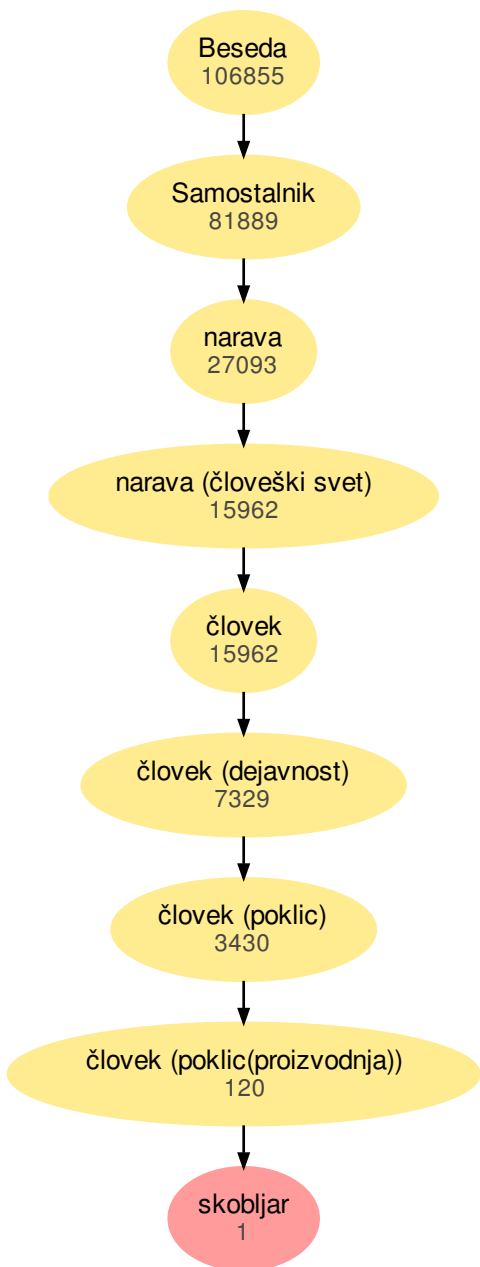 Beseda
106855
Samostalnik
81889
narava
27093
narava (človeški svet)
15962
človek
15962
človek (dejavnost)
7329
človek (poklic)
3430
človek (poklic(proizvodnja))
120
skobljar
1